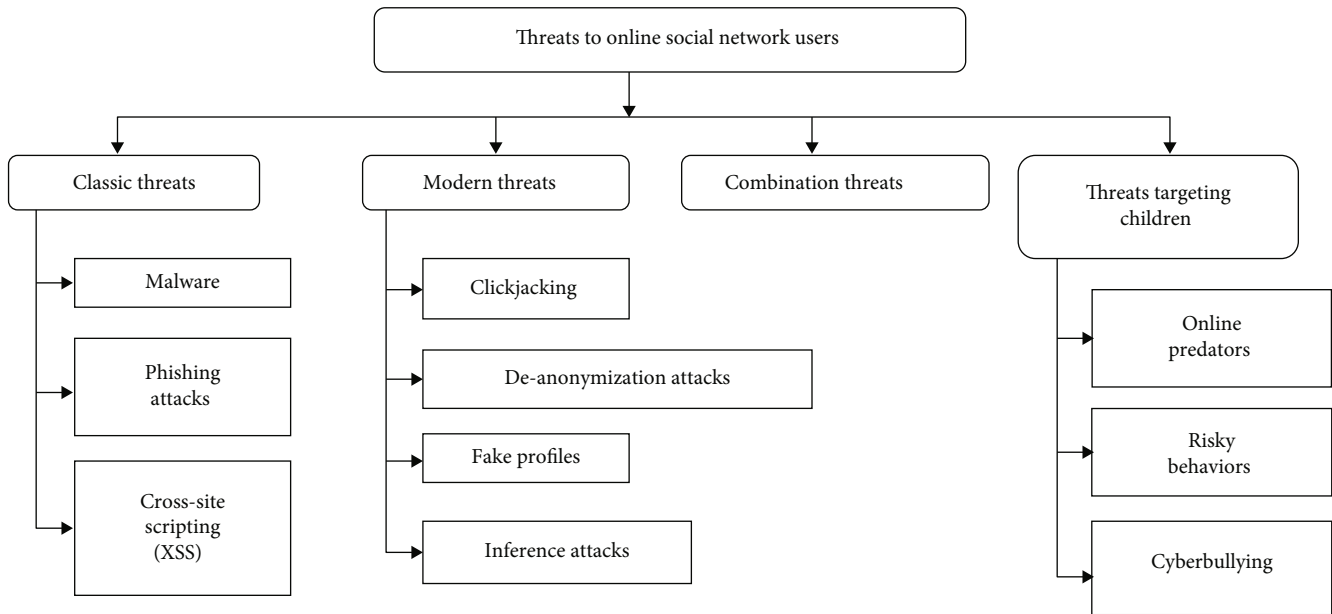 Threats to online social network users
Classic threats
Modern threats
Combination threats
Threats targeting
children
Malware
Phishing
attacks
Cross-site
scripting
(XSS)
Clickjacking
De-anonymization attacks
Fake profiles
Inference attacks
Online
predators
Risky
behaviors
Cyberbullying